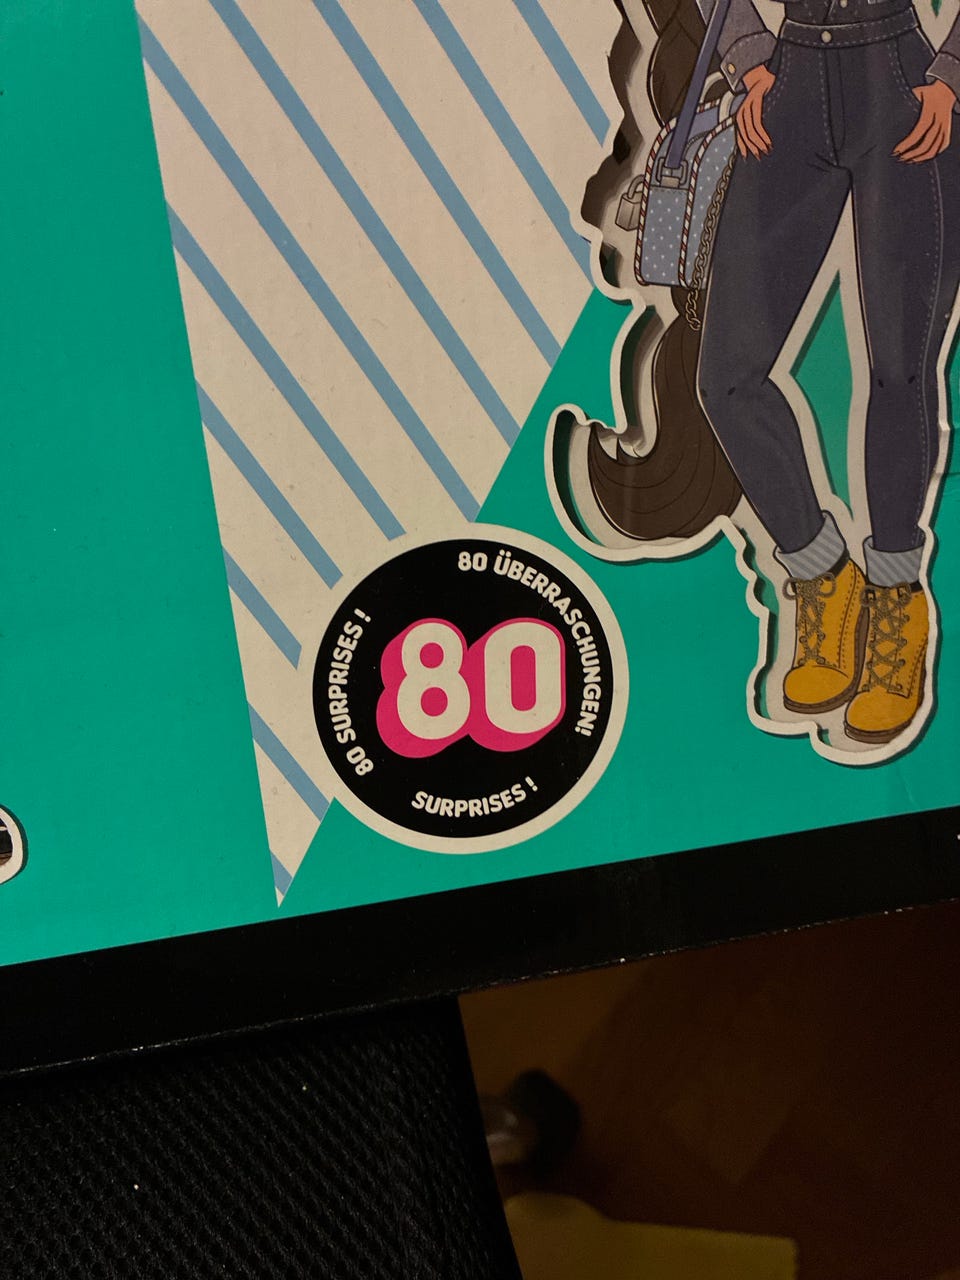 80 SURPRISES !
80 ÜBERRASCHUNGEN!
80
SURPRISES !